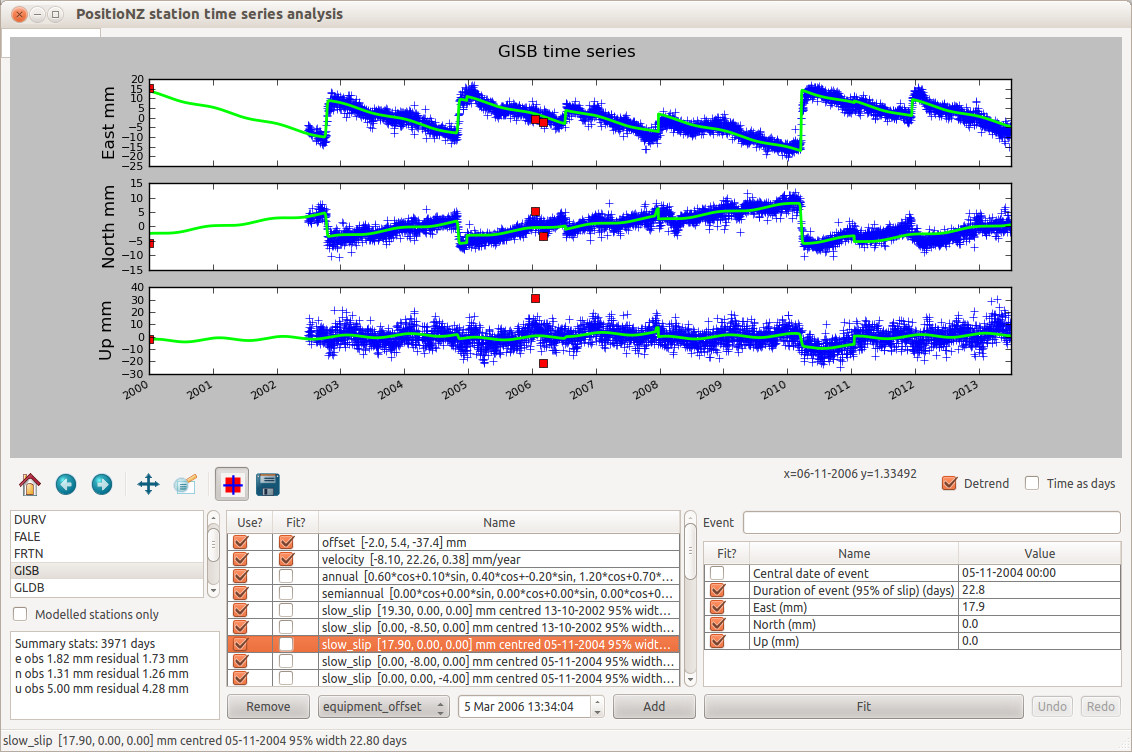 PositioNZ station time series analysis
GISB time series
East mm
20
15
10
5
0
−5
−10
−15
−20
−25
North mm
15
10
5
0
−5
−10
−15
Up mm
40
30
20
10
0
−10
−20
−30
2000 2001 2002 2003 2004 2005 2006 2007 2008 2009 2010 2011 2012 2013
x=06-11-2006 y=1.33492
Detrend Time as days
DURV
FALE
FRTN
GISB
GLDB
Modelled stations only
Summary stats: 3971 days
e obs 1.82 mm residual 1.73 mm
n obs 1.31 mm residual 1.26 mm
u obs 5.00 mm residual 4.28 mm
Use? Fit? Name
offset [-2.0, 5.4, -37.4] mm
velocity [-8.10, 22.26, 0.38] mm/year
annual [0.60*cos+0.10*sin, 0.40*cos+-0.20*sin, 1.20*cos+0.70*...
semiannual [0.00*cos+0.00*sin, 0.00*cos+0.00*sin, 0.00*cos+0....
slow_slip [19.30, 0.00, 0.00] mm centred 13-10-2002 95% widt...
slow_slip [0.00, -8.50, 0.00] mm centred 13-10-2002 95% width...
slow_slip [17.90, 0.00, 0.00] mm centred 05-11-2004 95% widt...
slow_slip [0.00, -8.00, 0.00] mm centred 05-11-2004 95% width...
slow_slip [0.00, 0.00, -4.00] mm centred 05-11-2004 95% width...
Remove equipment_offset 5 Mar 2006 13:34:04 Add
Event
Fit? Name Value
Central date of event 05-11-2004 00:00
Duration of event (95% of slip) (days) 22.8
East (mm) 17.9
North (mm) 0.0
Up (mm) 0.0
Fit Undo Redo
slow_slip [17.90, 0.00, 0.00] mm centred 05-11-2004 95% width 22.80 days